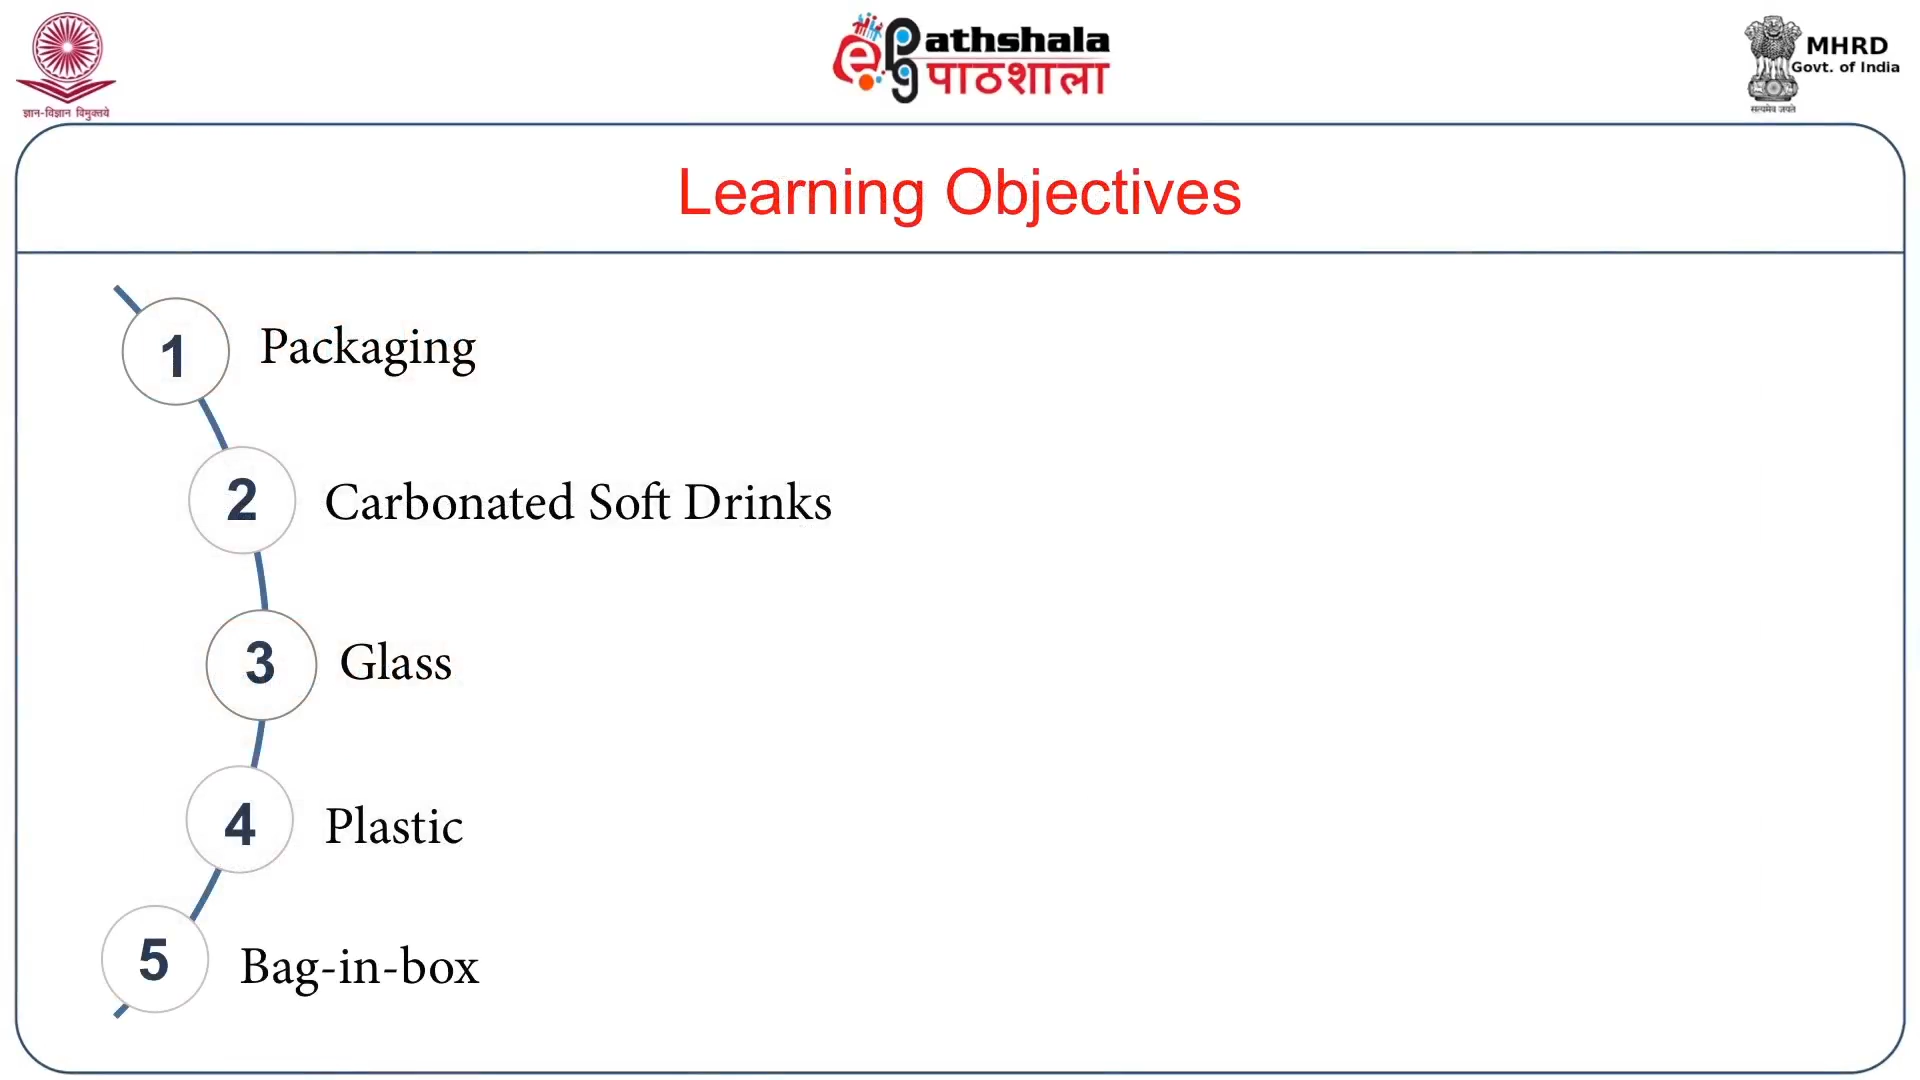 ज्ञान-विज्ञान विमुक्तये
ePathshala
पाठशाला
MHRD
Govt. of India
सत्यमेव जयते
Learning Objectives
1 Packaging
2 Carbonated Soft Drinks
3 Glass
4 Plastic
5 Bag-in-box